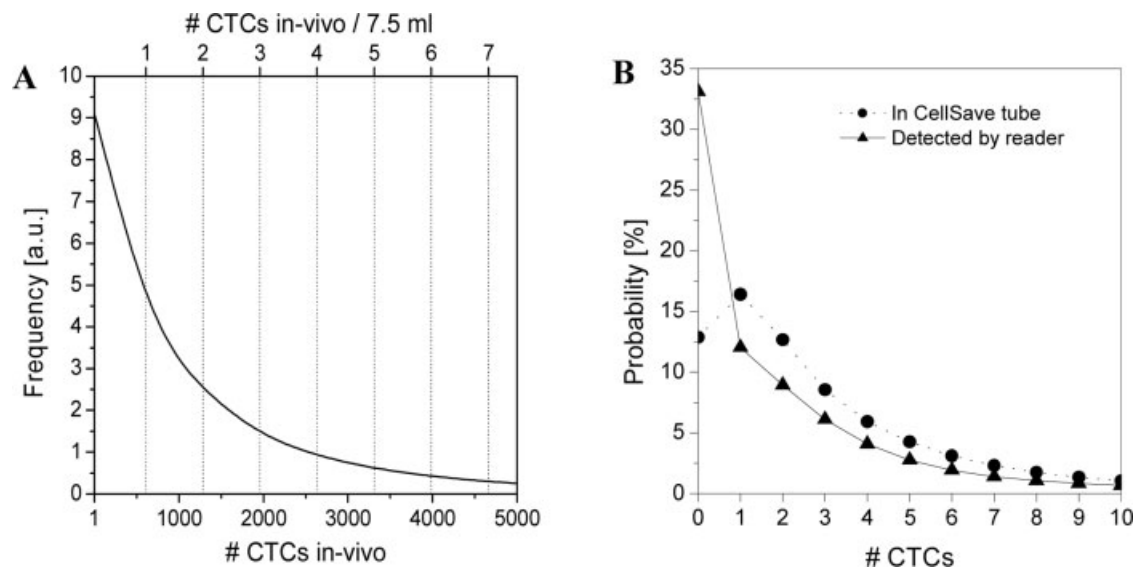 # CTCs in-vivo / 7.5 ml
1 2 3 4 5 6 7
A
10
9
8
7
6
5
4
3
2
1
0
Frequency [a.u.]
1 1000 2000 3000 4000 5000
# CTCs in-vivo
B
35
30
25
20
15
10
5
0
Probability [%]
In CellSave tube
Detected by reader
0 1 2 3 4 5 6 7 8 9 10
# CTCs